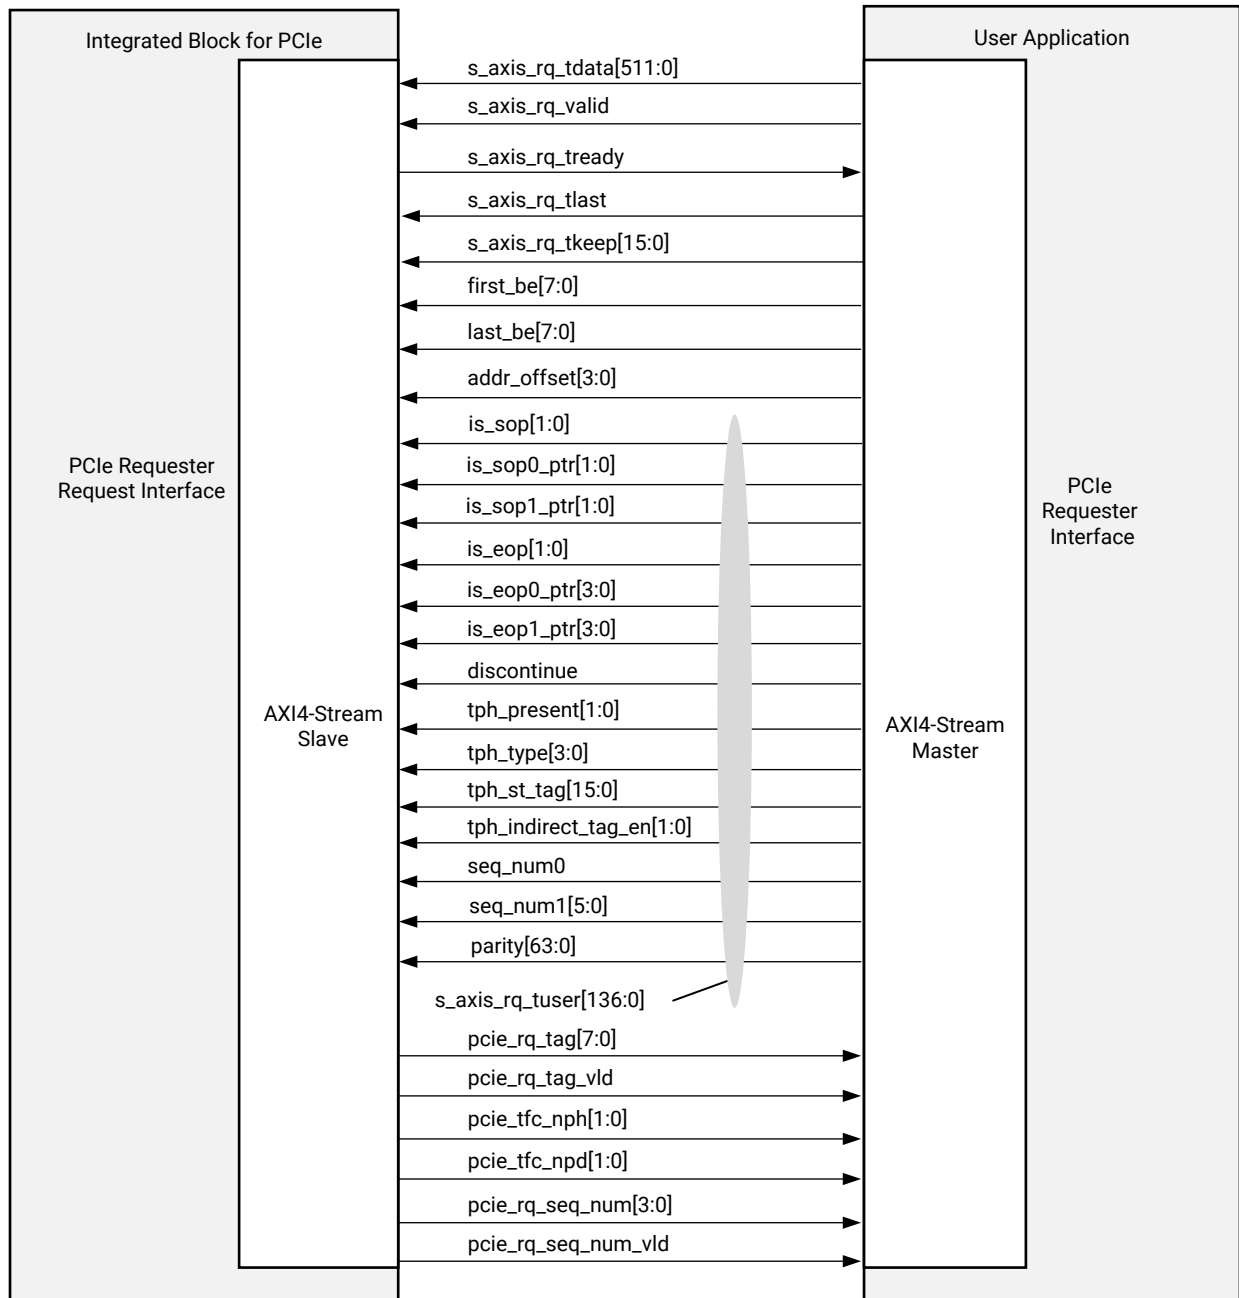 Integrated Block for PCIe
User Application
s_axis_rq_tdata[511:0]
s_axis_rq_valid
s_axis_rq_tready
s_axis_rq_tlast
s_axis_rq_tkeep[15:0]
first_be[7:0]
last_be[7:0]
addr_offset[3:0]
is_sop[1:0]
is_sop0_ptr[1:0]
is_sop1_ptr[1:0]
is_eop[1:0]
is_eop0_ptr[3:0]
is_eop1_ptr[3:0]
discontinue
tph_present[1:0]
tph_type[3:0]
tph_st_tag[15:0]
tph_indirect_tag_en[1:0]
seq_num0
seq_num1[5:0]
parity[63:0]
s_axis_rq_tuser[136:0]
pcie_rq_tag[7:0]
pcie_rq_tag_vld
pcie_tfc_nph[1:0]
pcie_tfc_npd[1:0]
pcie_rq_seq_num[3:0]
pcie_rq_seq_num_vld
PCIe Requester
Request Interface
AXI4-Stream
Slave
AXI4-Stream
Master
PCIe
Requester
Interface